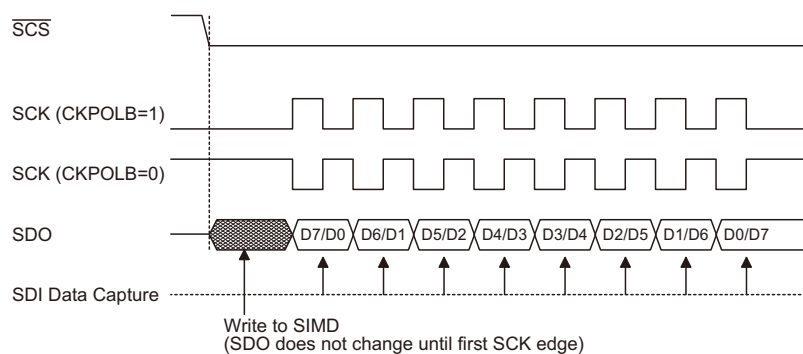 SCS
SCK (CKPOLB=1)
SCK (CKPOLB=0)
SDO
D7/D0 D6/D1 D5/D2 D4/D3 D3/D4 D2/D5 D1/D6 D0/D7
SDI Data Capture
Write to SIMD
(SDO does not change until first SCK edge)